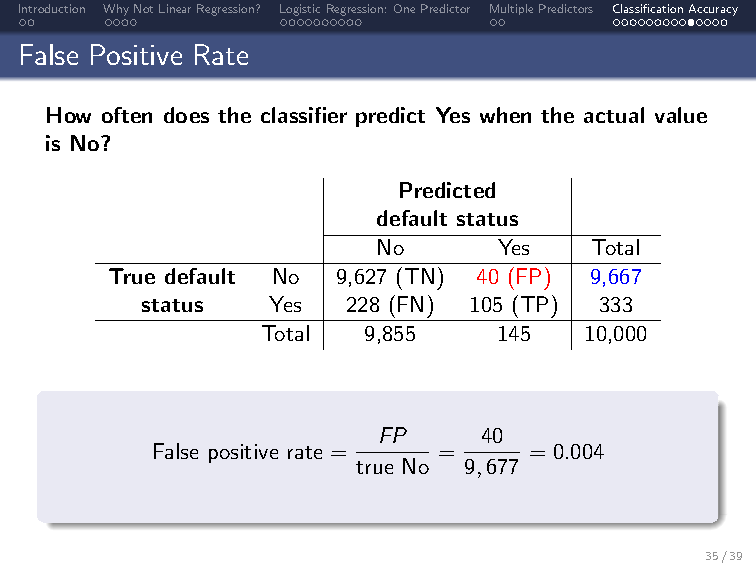 Introduction Why Not Linear Regression? Logistic Regression: One Predictor Multiple Predictors Classification Accuracy
False Positive Rate
How often does the classifier predict Yes when the actual value
is No?
Predicted
default status
No Yes Total
True default No 9,627 (TN) 40 (FP) 9,667
status Yes 228 (FN) 105 (TP) 333
Total 9,855 145 10,000
False positive rate = FP / true No = 40 / 9,677 = 0.004
35 / 39